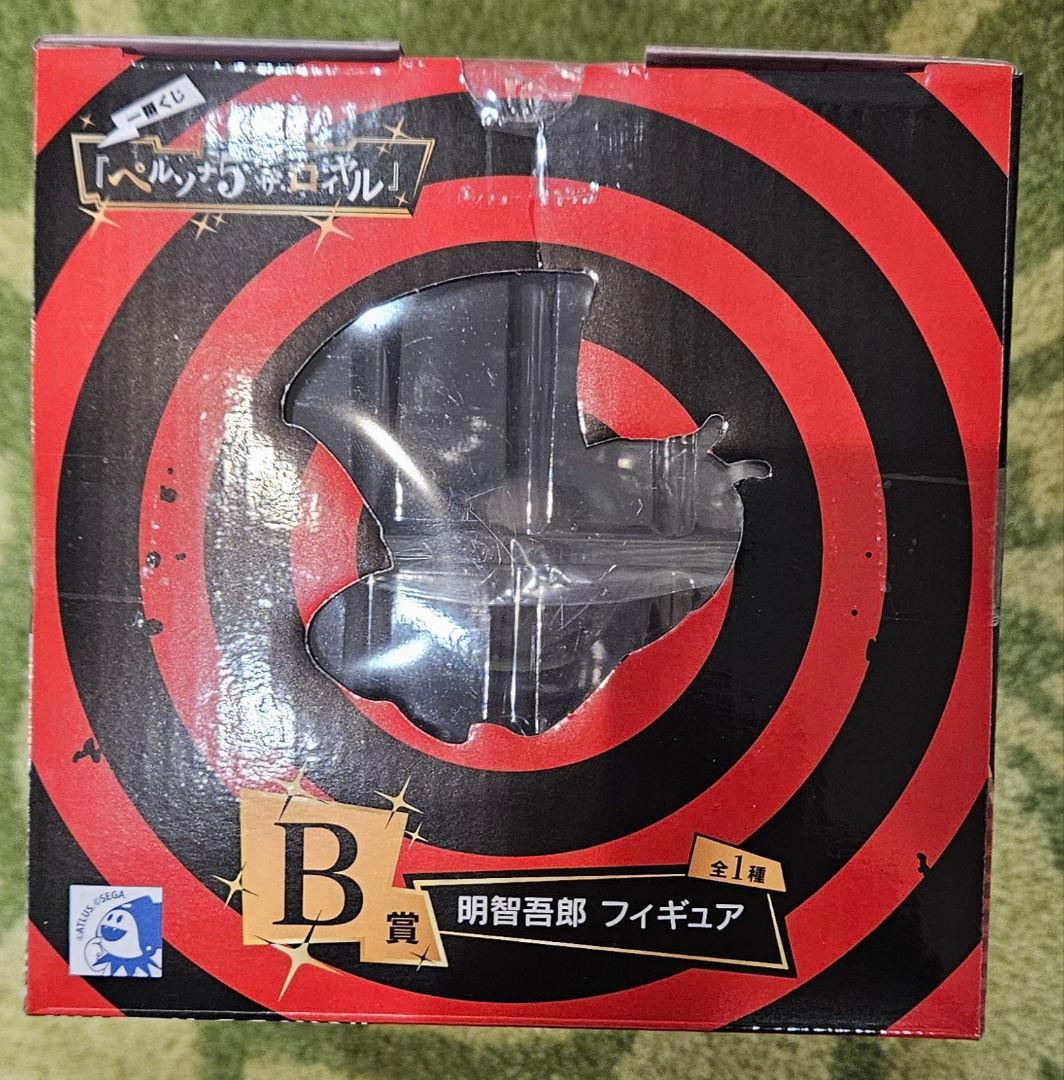 一番くじ
『ペルソナ5 ザ・ロイヤル』
B賞
全1種
明智吾郎 フィギュア
©ATLUS. ©SEGA.